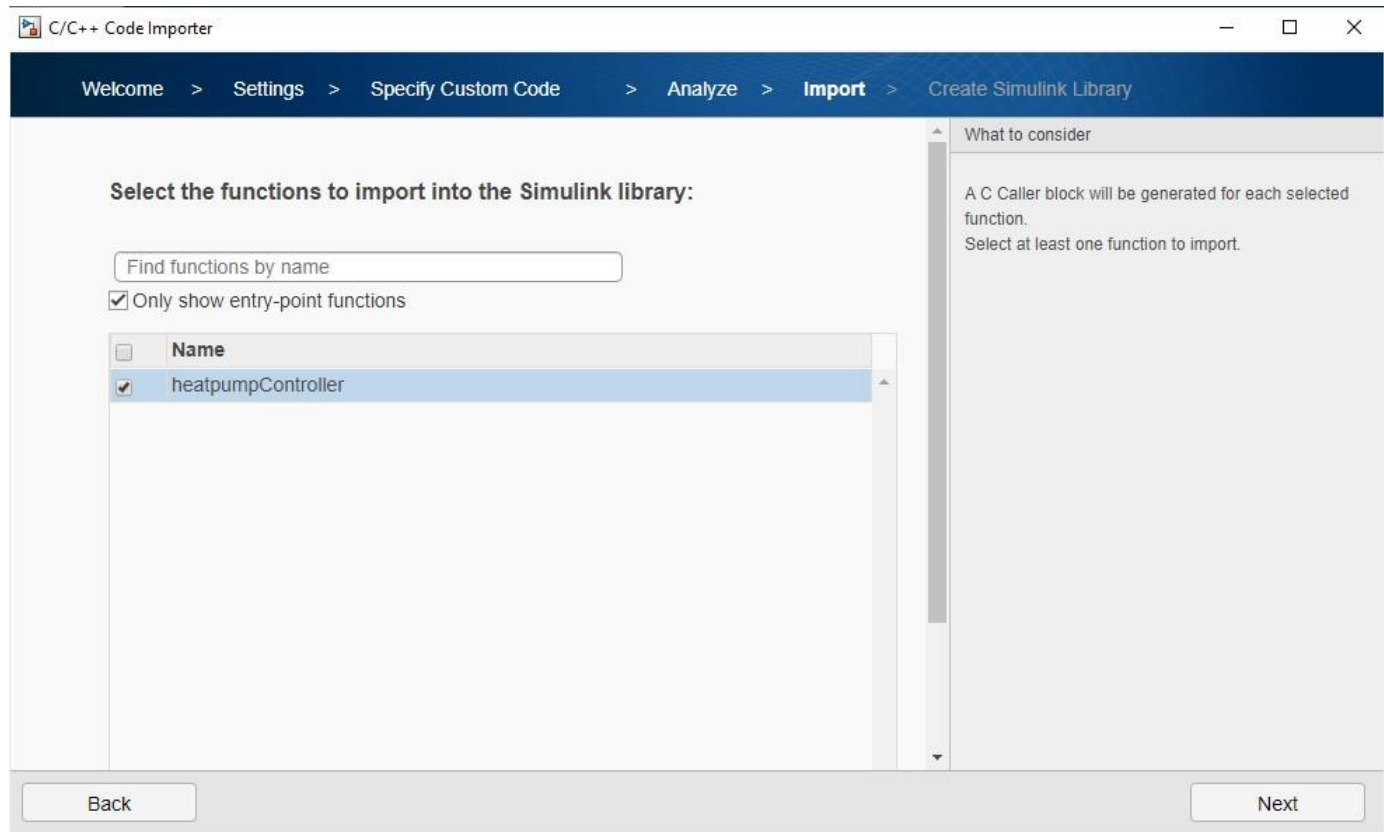 C/C++ Code Importer
Welcome > Settings > Specify Custom Code > Analyze > Import > Create Simulink Library
What to consider
Select the functions to import into the Simulink library:
A C Caller block will be generated for each selected
function.
Select at least one function to import.
Find functions by name
Only show entry-point functions
Name
heatpumpController
Back
Next